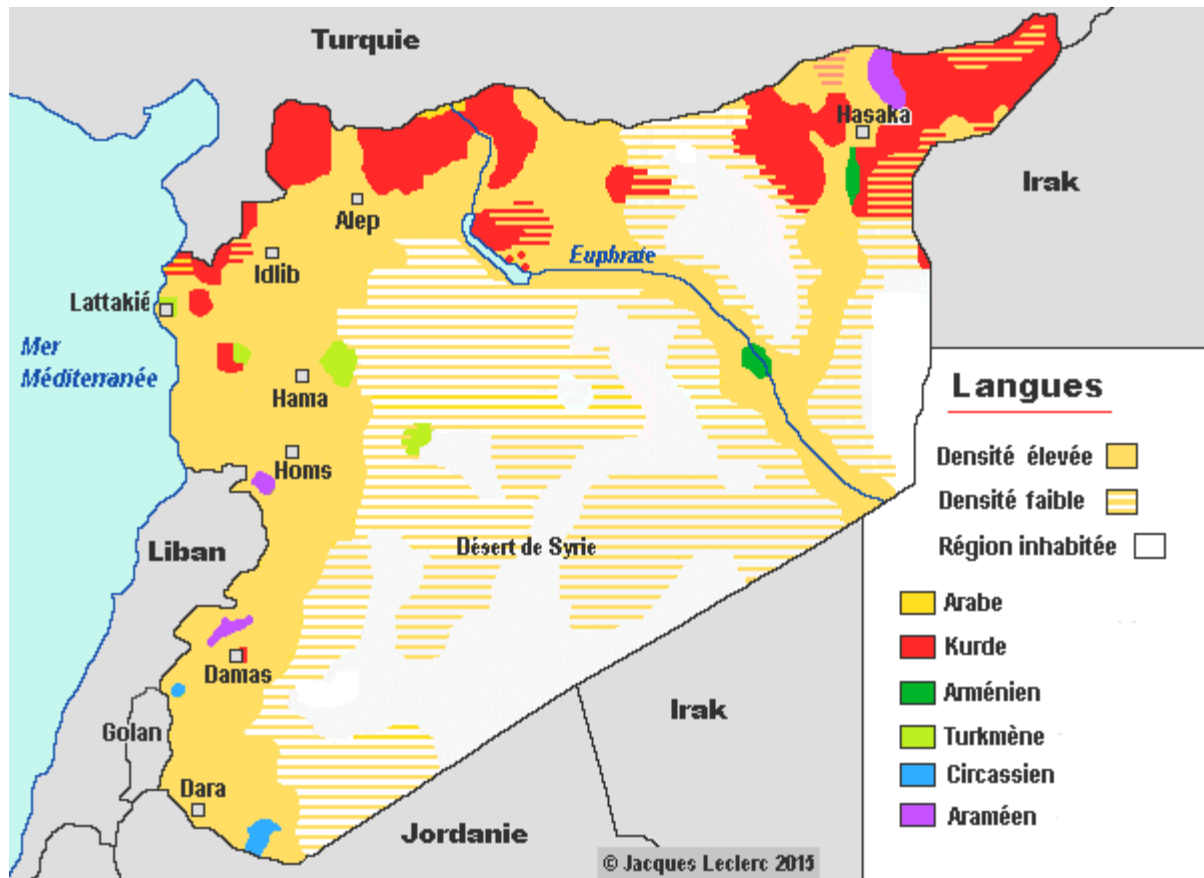 Turquie
Hasaka
Irak
Alep
Idlib
Euphrate
Lattakié
Mer
Méditerranée
Hama
Homs
Liban
Désert de Syrie
Damas
Golan
Irak
Dara
Jordanie
© Jacques Leclerc 2015
Langues
Densité élevée
Densité faible
Région inhabitée
Arabe
Kurde
Arménien
Turkmène
Circassien
Araméen